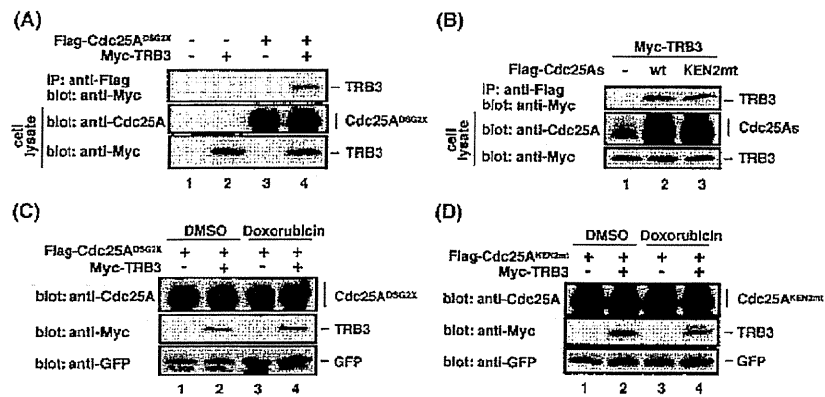 (A)
Flag-Cdc25A^DSG2X - - + +
Myc-TRB3 - + - +
IP: anti-Flag
blot: anti-Myc
TRB3
cell lysate
blot: anti-Cdc25A
Cdc25A^DSG2X
blot: anti-Myc
TRB3
1 2 3 4
(B)
Myc-TRB3
Flag-Cdc25As - wt KEN2mt
IP: anti-Flag
blot: anti-Myc
TRB3
cell lysate
blot: anti-Cdc25A
Cdc25As
blot: anti-Myc
TRB3
1 2 3
(C)
DMSO Doxorubicin
Flag-Cdc25A^DSG2X + + + +
Myc-TRB3 - + - +
blot: anti-Cdc25A
Cdc25A^DSG2X
blot: anti-Myc
TRB3
blot: anti-GFP
GFP
1 2 3 4
(D)
DMSO Doxorubicin
Flag-Cdc25A^KEN2mt + + + +
Myc-TRB3 - + - +
blot: anti-Cdc25A
Cdc25A^KEN2mt
blot: anti-Myc
TRB3
blot: anti-GFP
GFP
1 2 3 4